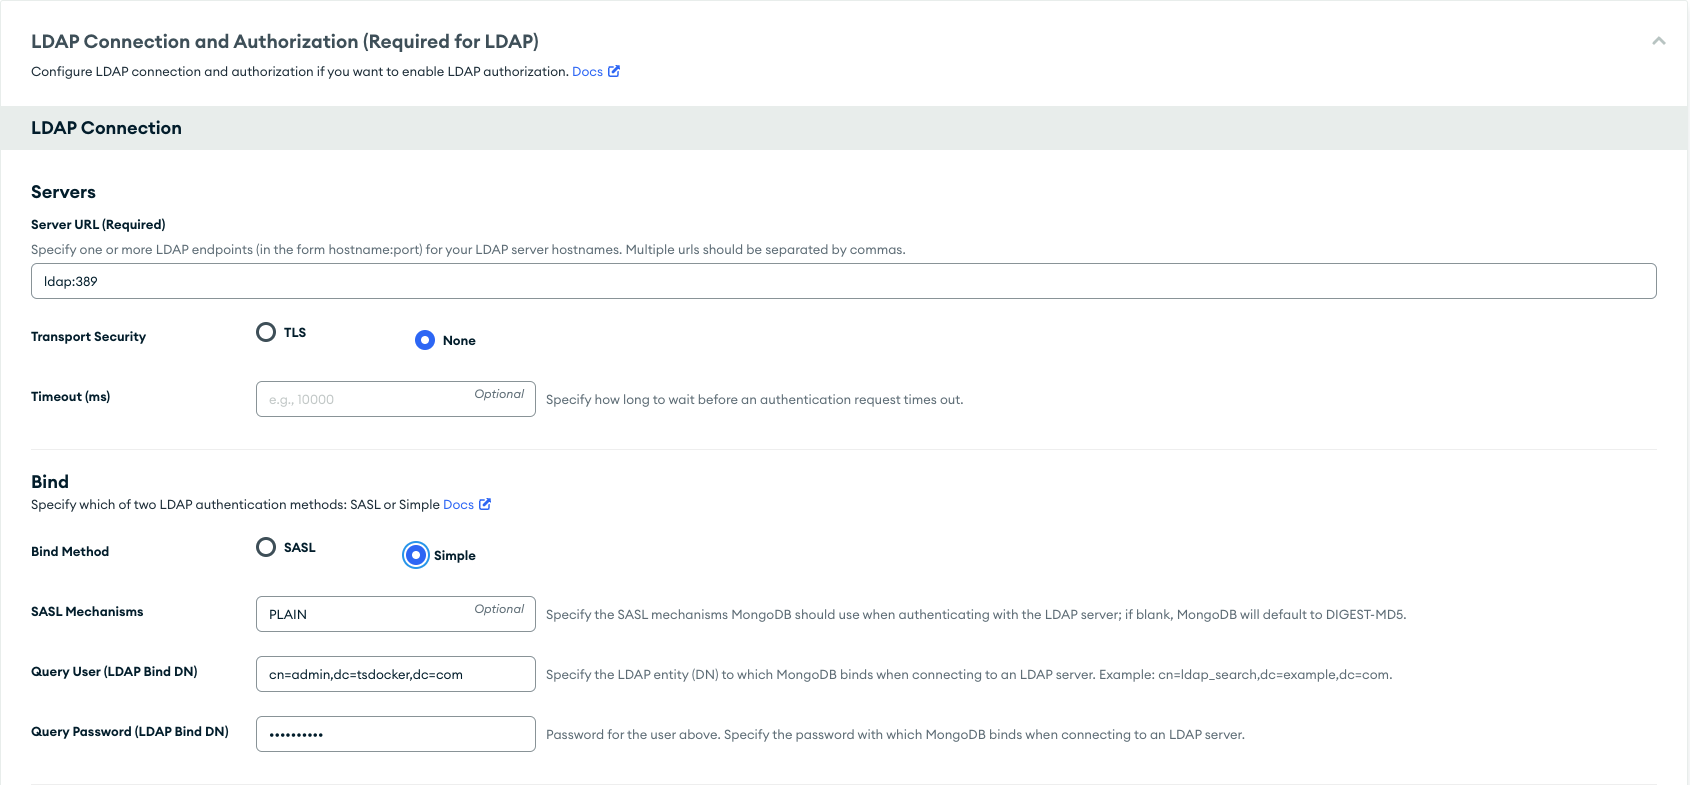 LDAP Connection and Authorization (Required for LDAP)
Configure LDAP connection and authorization if you want to enable LDAP authorization. Docs
LDAP Connection
Servers
Server URL (Required)
Specify one or more LDAP endpoints (in the form hostname:port) for your LDAP server hostnames. Multiple urls should be separated by commas.
ldap:389
Transport Security TLS None
Timeout (ms) e.g., 10000 Optional Specify how long to wait before an authentication request times out.
Bind
Specify which of two LDAP authentication methods: SASL or Simple Docs
Bind Method SASL Simple
SASL Mechanisms PLAIN Optional Specify the SASL mechanisms MongoDB should use when authenticating with the LDAP server; if blank, MongoDB will default to DIGEST-MD5.
Query User (LDAP Bind DN) cn=admin,dc=tsdocker,dc=com Specify the LDAP entity (DN) to which MongoDB binds when connecting to an LDAP server. Example: cn=ldap_search,dc=example,dc=com.
Query Password (LDAP Bind DN) •••••••••• Password for the user above. Specify the password with which MongoDB binds when connecting to an LDAP server.